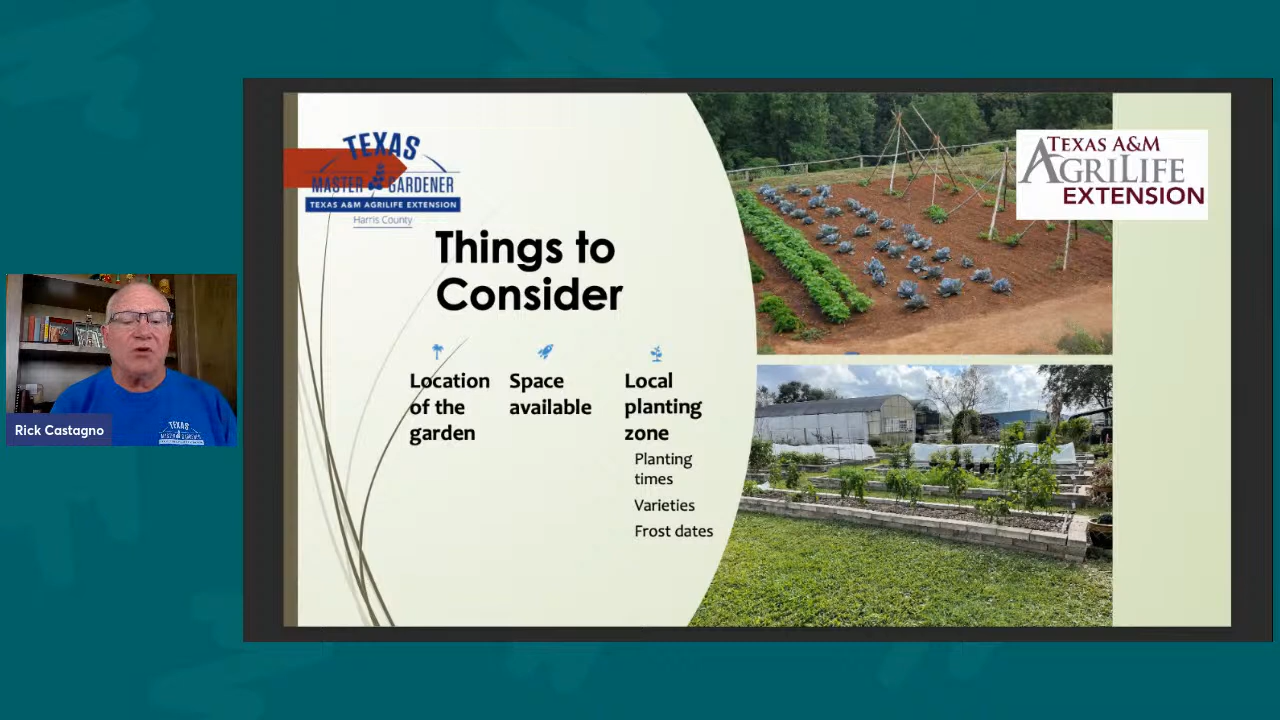 TEXAS
MASTER GARDENER
TEXAS A&M AGRILIFE EXTENSION
Harris County
TEXAS A&M
AGRILIFE
EXTENSION
Things to
Consider
Location
of the
garden
Space
available
Local
planting
zone
Planting
times
Varieties
Frost dates
Rick Castagno
TEXAS